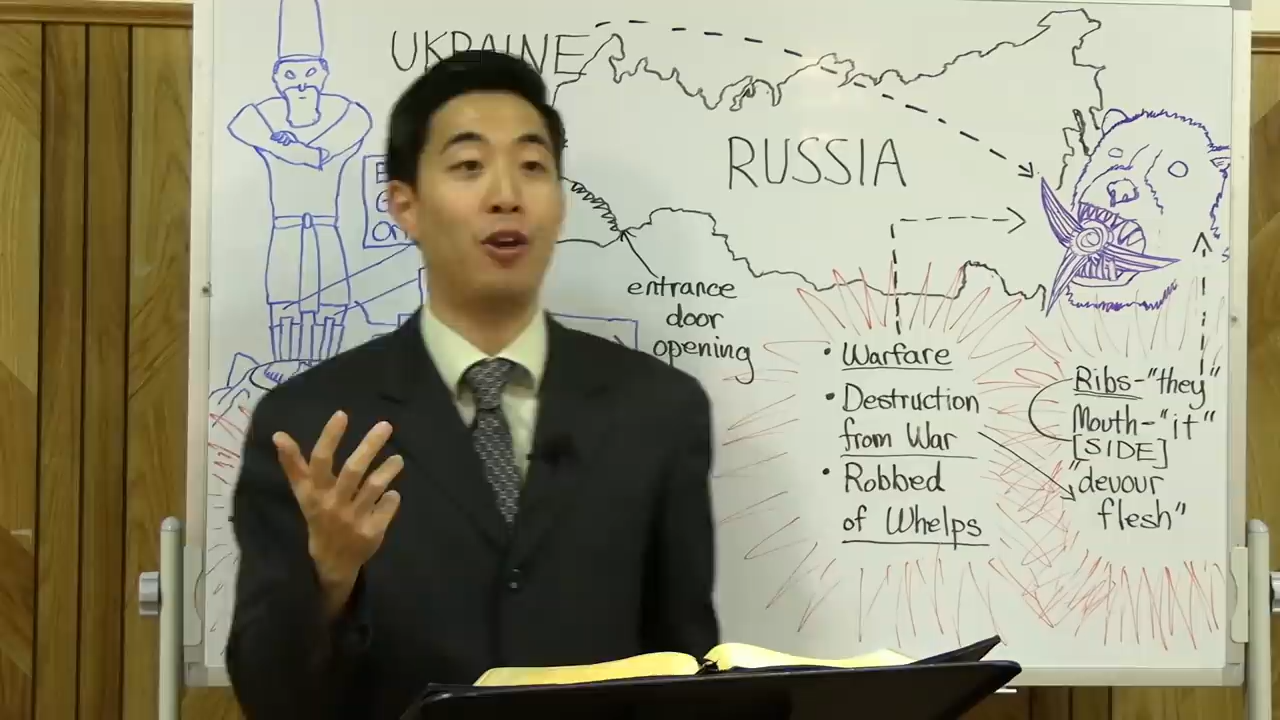 UKRAINE
RUSSIA
entrance
door
opening
• Warfare
• Destruction
from War
• Robbed
of Whelps
Ribs-"they"
Mouth-"it"
[SIDE]
"devour
flesh"